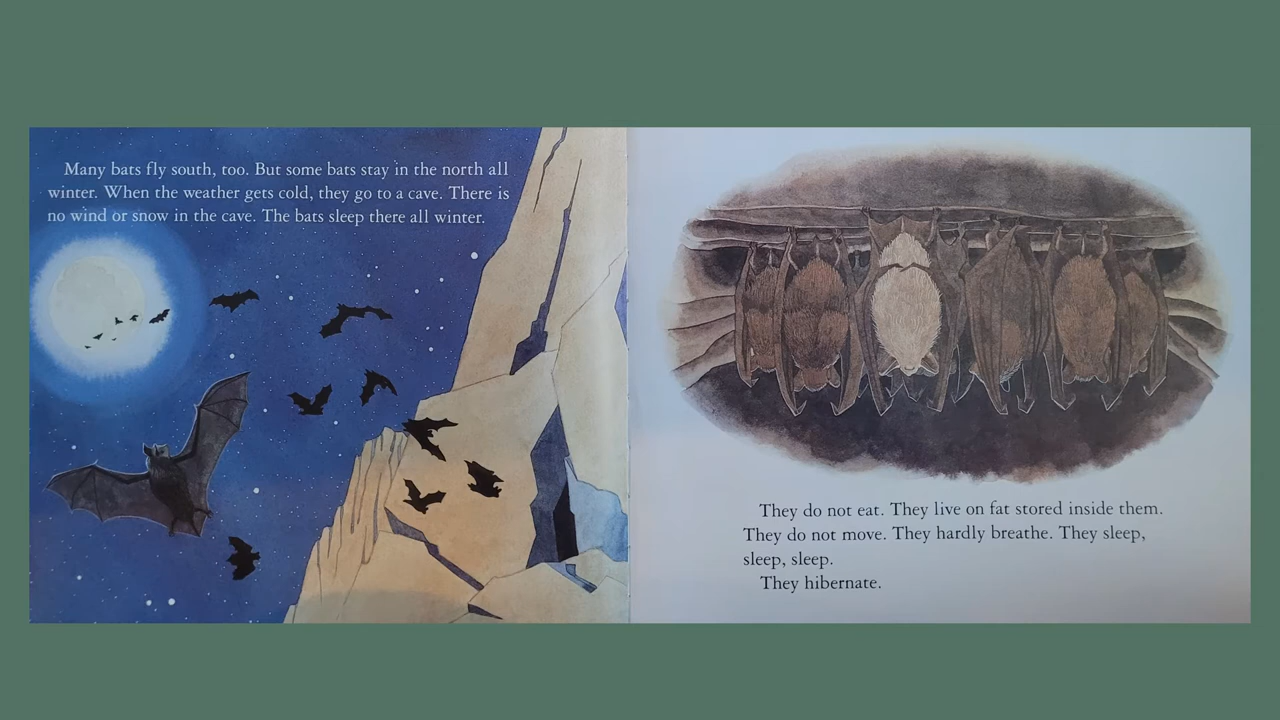 Many bats fly south, too. But some bats stay in the north all
winter. When the weather gets cold, they go to a cave. There is
no wind or snow in the cave. The bats sleep there all winter.
They do not eat. They live on fat stored inside them.
They do not move. They hardly breathe. They sleep,
sleep, sleep.
They hibernate.